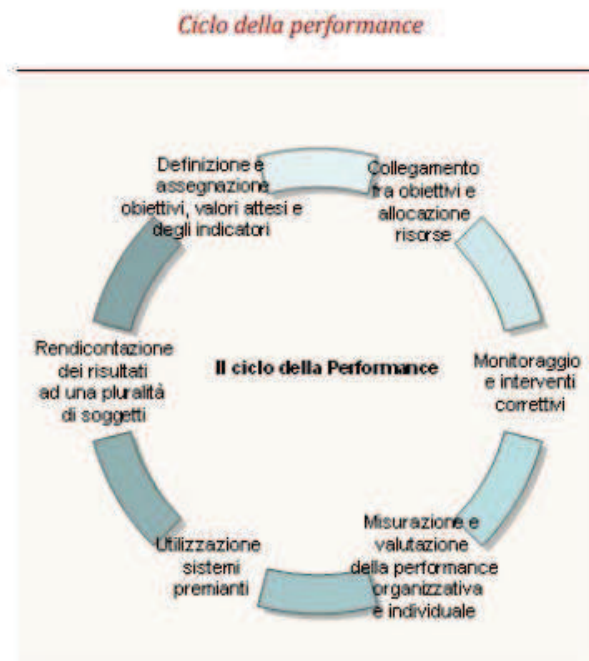 Ciclo della performance
Definizione e
assegnazione
obiettivi, valori attesi e
degli indicatori
Collegamento
fra obiettivi e
allocazione
risorse
Monitoraggio
e interventi
correttivi
Misurazione e
valutazione
della performance
organizzativa
e individuale
Utilizzazione
sistemi
premianti
Rendicontazione
dei risultati
ad una pluralità
di soggetti
Il ciclo della Performance